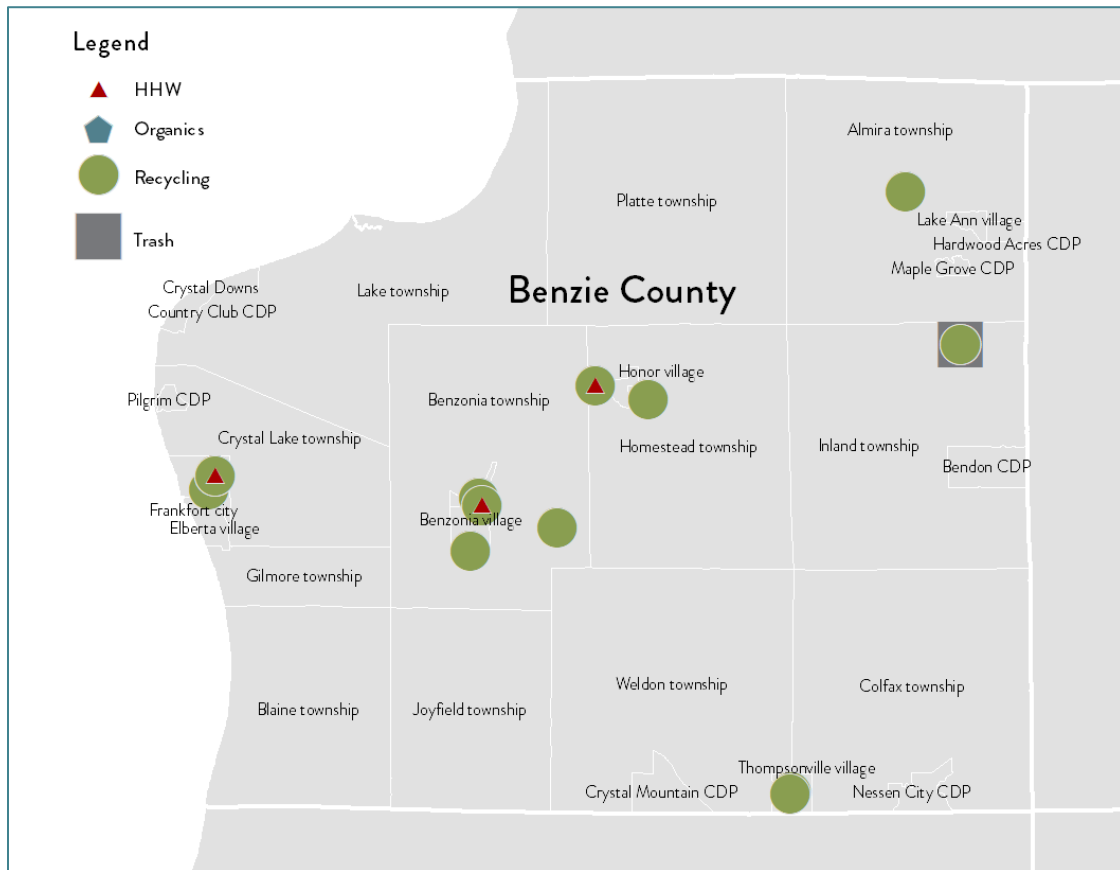 Legend
HHW
Organics
Recycling
Trash
Almira township
Platte township
Lake Ann village
Hardwood Acres CDP
Maple Grove CDP
Crystal Downs
Country Club CDP
Lake township
Benzie County
Honor village
Pilgrim CDP
Benzonia township
Crystal Lake township
Homestead township
Inland township
Bendon CDP
Frankfort city
Elberta village
Benzonia village
Gilmore township
Weldon township
Colfax township
Blaine township
Joyfield township
Thompsonville village
Crystal Mountain CDP
Nessen City CDP